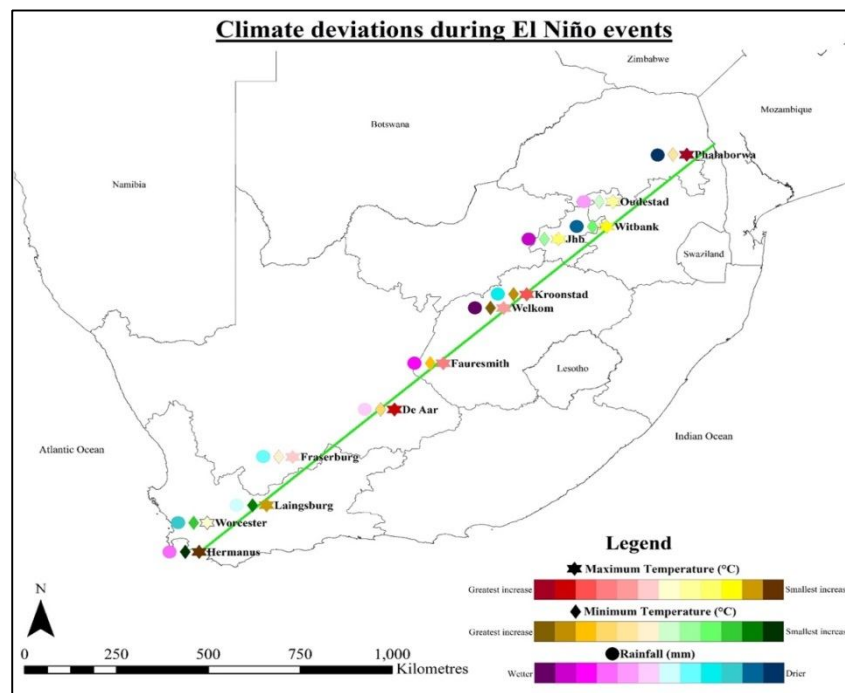 Climate deviations during El Niño events
Zimbabwe
Mozambique
Botswana
Namibia
Phalaborwa
Oudestad
Witbank
Jhb
Swaziland
Kroonstad
Welkom
Fauresmith
Lesotho
De Aar
Atlantic Ocean
Indian Ocean
Fraserburg
Laingsburg
Worcester
Hermanus
Legend
Maximum Temperature (°C)
Greatest increase Smallest increase
Minimum Temperature (°C)
Greatest increase Smallest increase
Rainfall (mm)
Wetter Drier
N
0 250 500 750 1,000
Kilometres